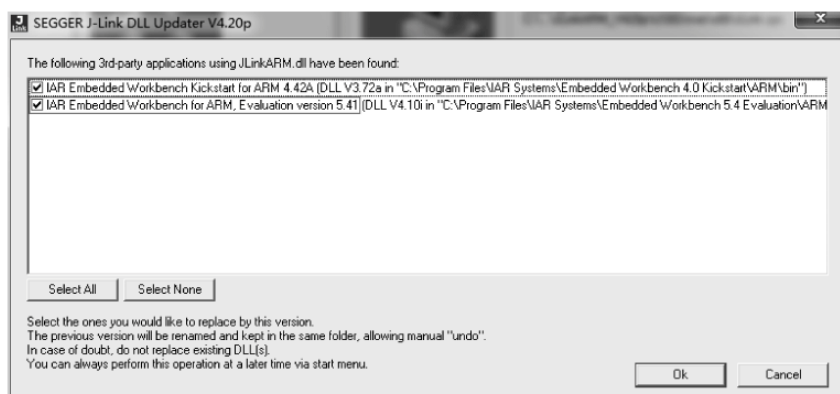 SEGGER J-Link DLL Updater V4.20p
The following 3rd-party applications using JLinkARM.dll have been found:
IAR Embedded Workbench Kickstart for ARM 4.42A (DLL V3.72a in "C:\Program Files\IAR Systems\Embedded Workbench 4.0 Kickstart\ARM\bin")
IAR Embedded Workbench for ARM, Evaluation version 5.41 (DLL V4.10i in "C:\Program Files\IAR Systems\Embedded Workbench 5.4 Evaluation\ARM
Select All Select None
Select the ones you would like to replace by this version.
The previous version will be renamed and kept in the same folder, allowing manual "undo".
In case of doubt, do not replace existing DLL(s).
You can always perform this operation at a later time via start menu.
Ok Cancel